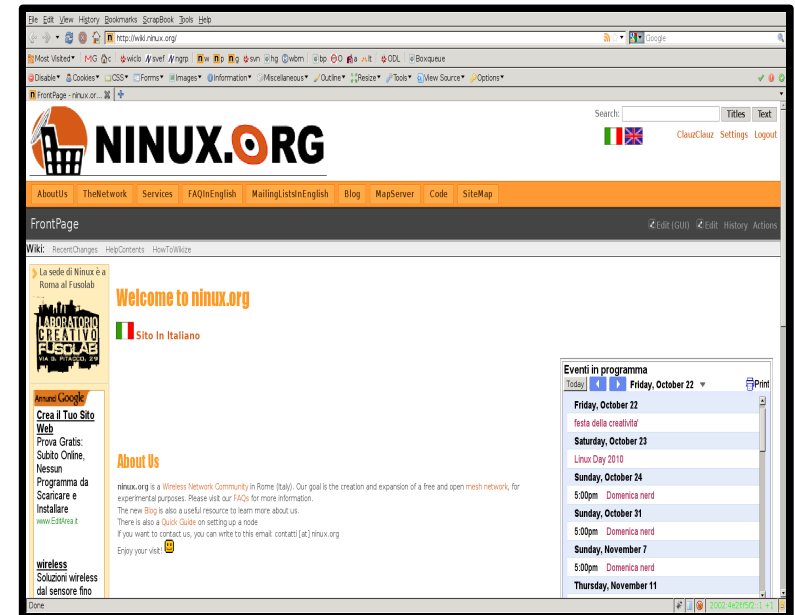 File Edit View History Bookmarks ScrapBook Tools Help
http://wiki.ninux.org/
Google
Most Visited
Disable Cookies CSS Forms Images Information Miscellaneous Outline Resize Tools View Source Options
FrontPage - ninux.or...
Search: Titles Text
NINUX.ORG
ClauzClauz Settings Logout
AboutUs TheNetwork Services FAQInEnglish MailingListsInEnglish Blog MapServer Code SiteMap
FrontPage
Edit (GUI) Edit History Actions
Wiki: RecentChanges HelpContents HowToWikize
La sede di Ninux è a
Roma al Fusolab
LABORATORIO
CREATIVO
FUSOLAB
VIA G. PITACCO, 29
Annunci Google
Crea il Tuo Sito
Web
Prova Gratis:
Subito Online,
Nessun
Programma da
Scaricare e
Installare
www.EditArea.it
wireless
Soluzioni wireless
dal sensore fino
Welcome to ninux.org
Sito In Italiano
About Us
ninux.org is a Wireless Network Community in Rome (Italy). Our goal is the creation and expansion of a free and open mesh network, for
experimental purposes. Please visit our FAQs for more information.
The new Blog is also a useful resource to learn more about us.
There is also a Quick Guide on setting up a node
If you want to contact us, you can write to this email: contatti [at] ninux.org
Enjoy your visit!
Eventi in programma
Today Friday, October 22 Print
Friday, October 22
festa della creativita'
Saturday, October 23
Linux Day 2010
Sunday, October 24
5:00pm Domenica nerd
Sunday, October 31
5:00pm Domenica nerd
Sunday, November 7
5:00pm Domenica nerd
Thursday, November 11
Done